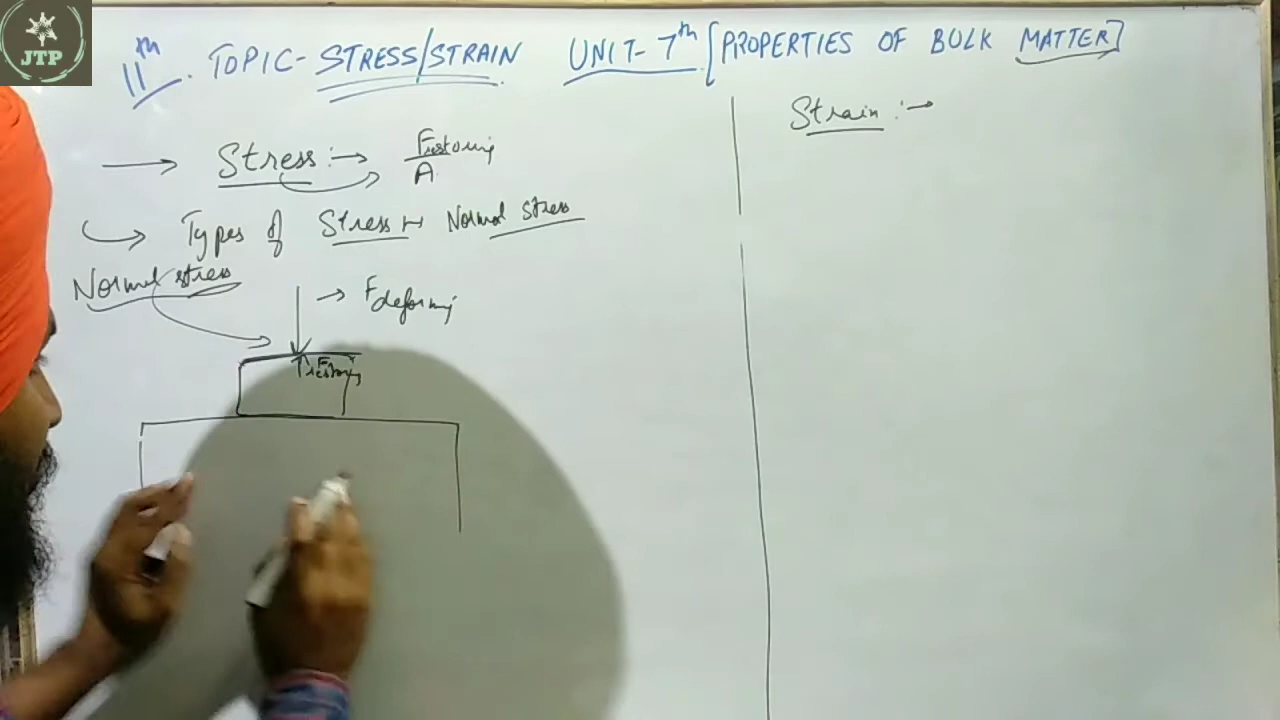 JTP
11th. TOPIC- STRESS/STRAIN UNIT- 7th [PROPERTIES OF BULK MATTER]
Stress :→ Frestoring
A
Types of Stress → Normal stress
Normal stress
→ Fdeforming
↑Frestoring
Strain :→